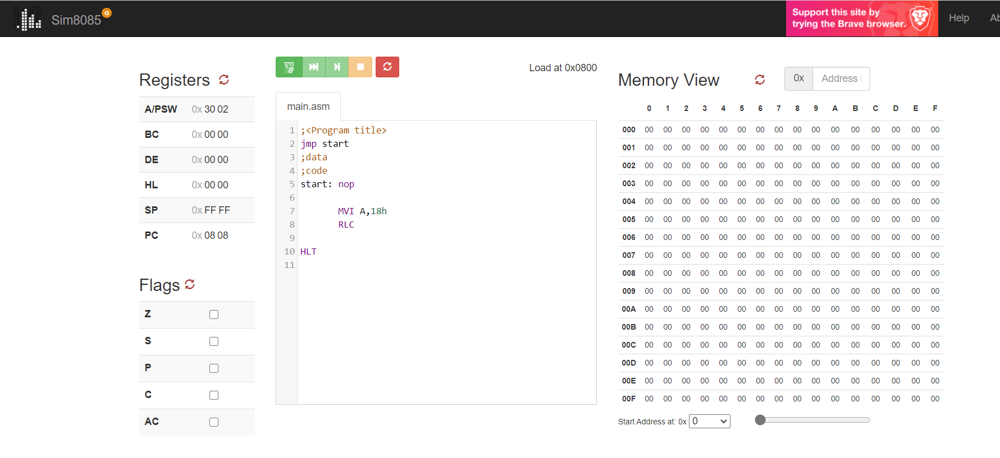 Sim8085 α
Support this site by
trying the Brave browser.
Help
Ab
Registers
A/PSW 0x 30 02
BC 0x 00 00
DE 0x 00 00
HL 0x 00 00
SP 0x FF FF
PC 0x 08 08
Flags
Z
S
P
C
AC
Load at 0x0800
main.asm
1 ;<Program title>
2 jmp start
3 ;data
4 ;code
5 start: nop
6
7 MVI A,18h
8 RLC
9
10 HLT
11
Memory View
0x Address i
0 1 2 3 4 5 6 7 8 9 A B C D E F
000 00 00 00 00 00 00 00 00 00 00 00 00 00 00 00 00
001 00 00 00 00 00 00 00 00 00 00 00 00 00 00 00 00
002 00 00 00 00 00 00 00 00 00 00 00 00 00 00 00 00
003 00 00 00 00 00 00 00 00 00 00 00 00 00 00 00 00
004 00 00 00 00 00 00 00 00 00 00 00 00 00 00 00 00
005 00 00 00 00 00 00 00 00 00 00 00 00 00 00 00 00
006 00 00 00 00 00 00 00 00 00 00 00 00 00 00 00 00
007 00 00 00 00 00 00 00 00 00 00 00 00 00 00 00 00
008 00 00 00 00 00 00 00 00 00 00 00 00 00 00 00 00
009 00 00 00 00 00 00 00 00 00 00 00 00 00 00 00 00
00A 00 00 00 00 00 00 00 00 00 00 00 00 00 00 00 00
00B 00 00 00 00 00 00 00 00 00 00 00 00 00 00 00 00
00C 00 00 00 00 00 00 00 00 00 00 00 00 00 00 00 00
00D 00 00 00 00 00 00 00 00 00 00 00 00 00 00 00 00
00E 00 00 00 00 00 00 00 00 00 00 00 00 00 00 00 00
00F 00 00 00 00 00 00 00 00 00 00 00 00 00 00 00 00
Start Address at: 0x 0